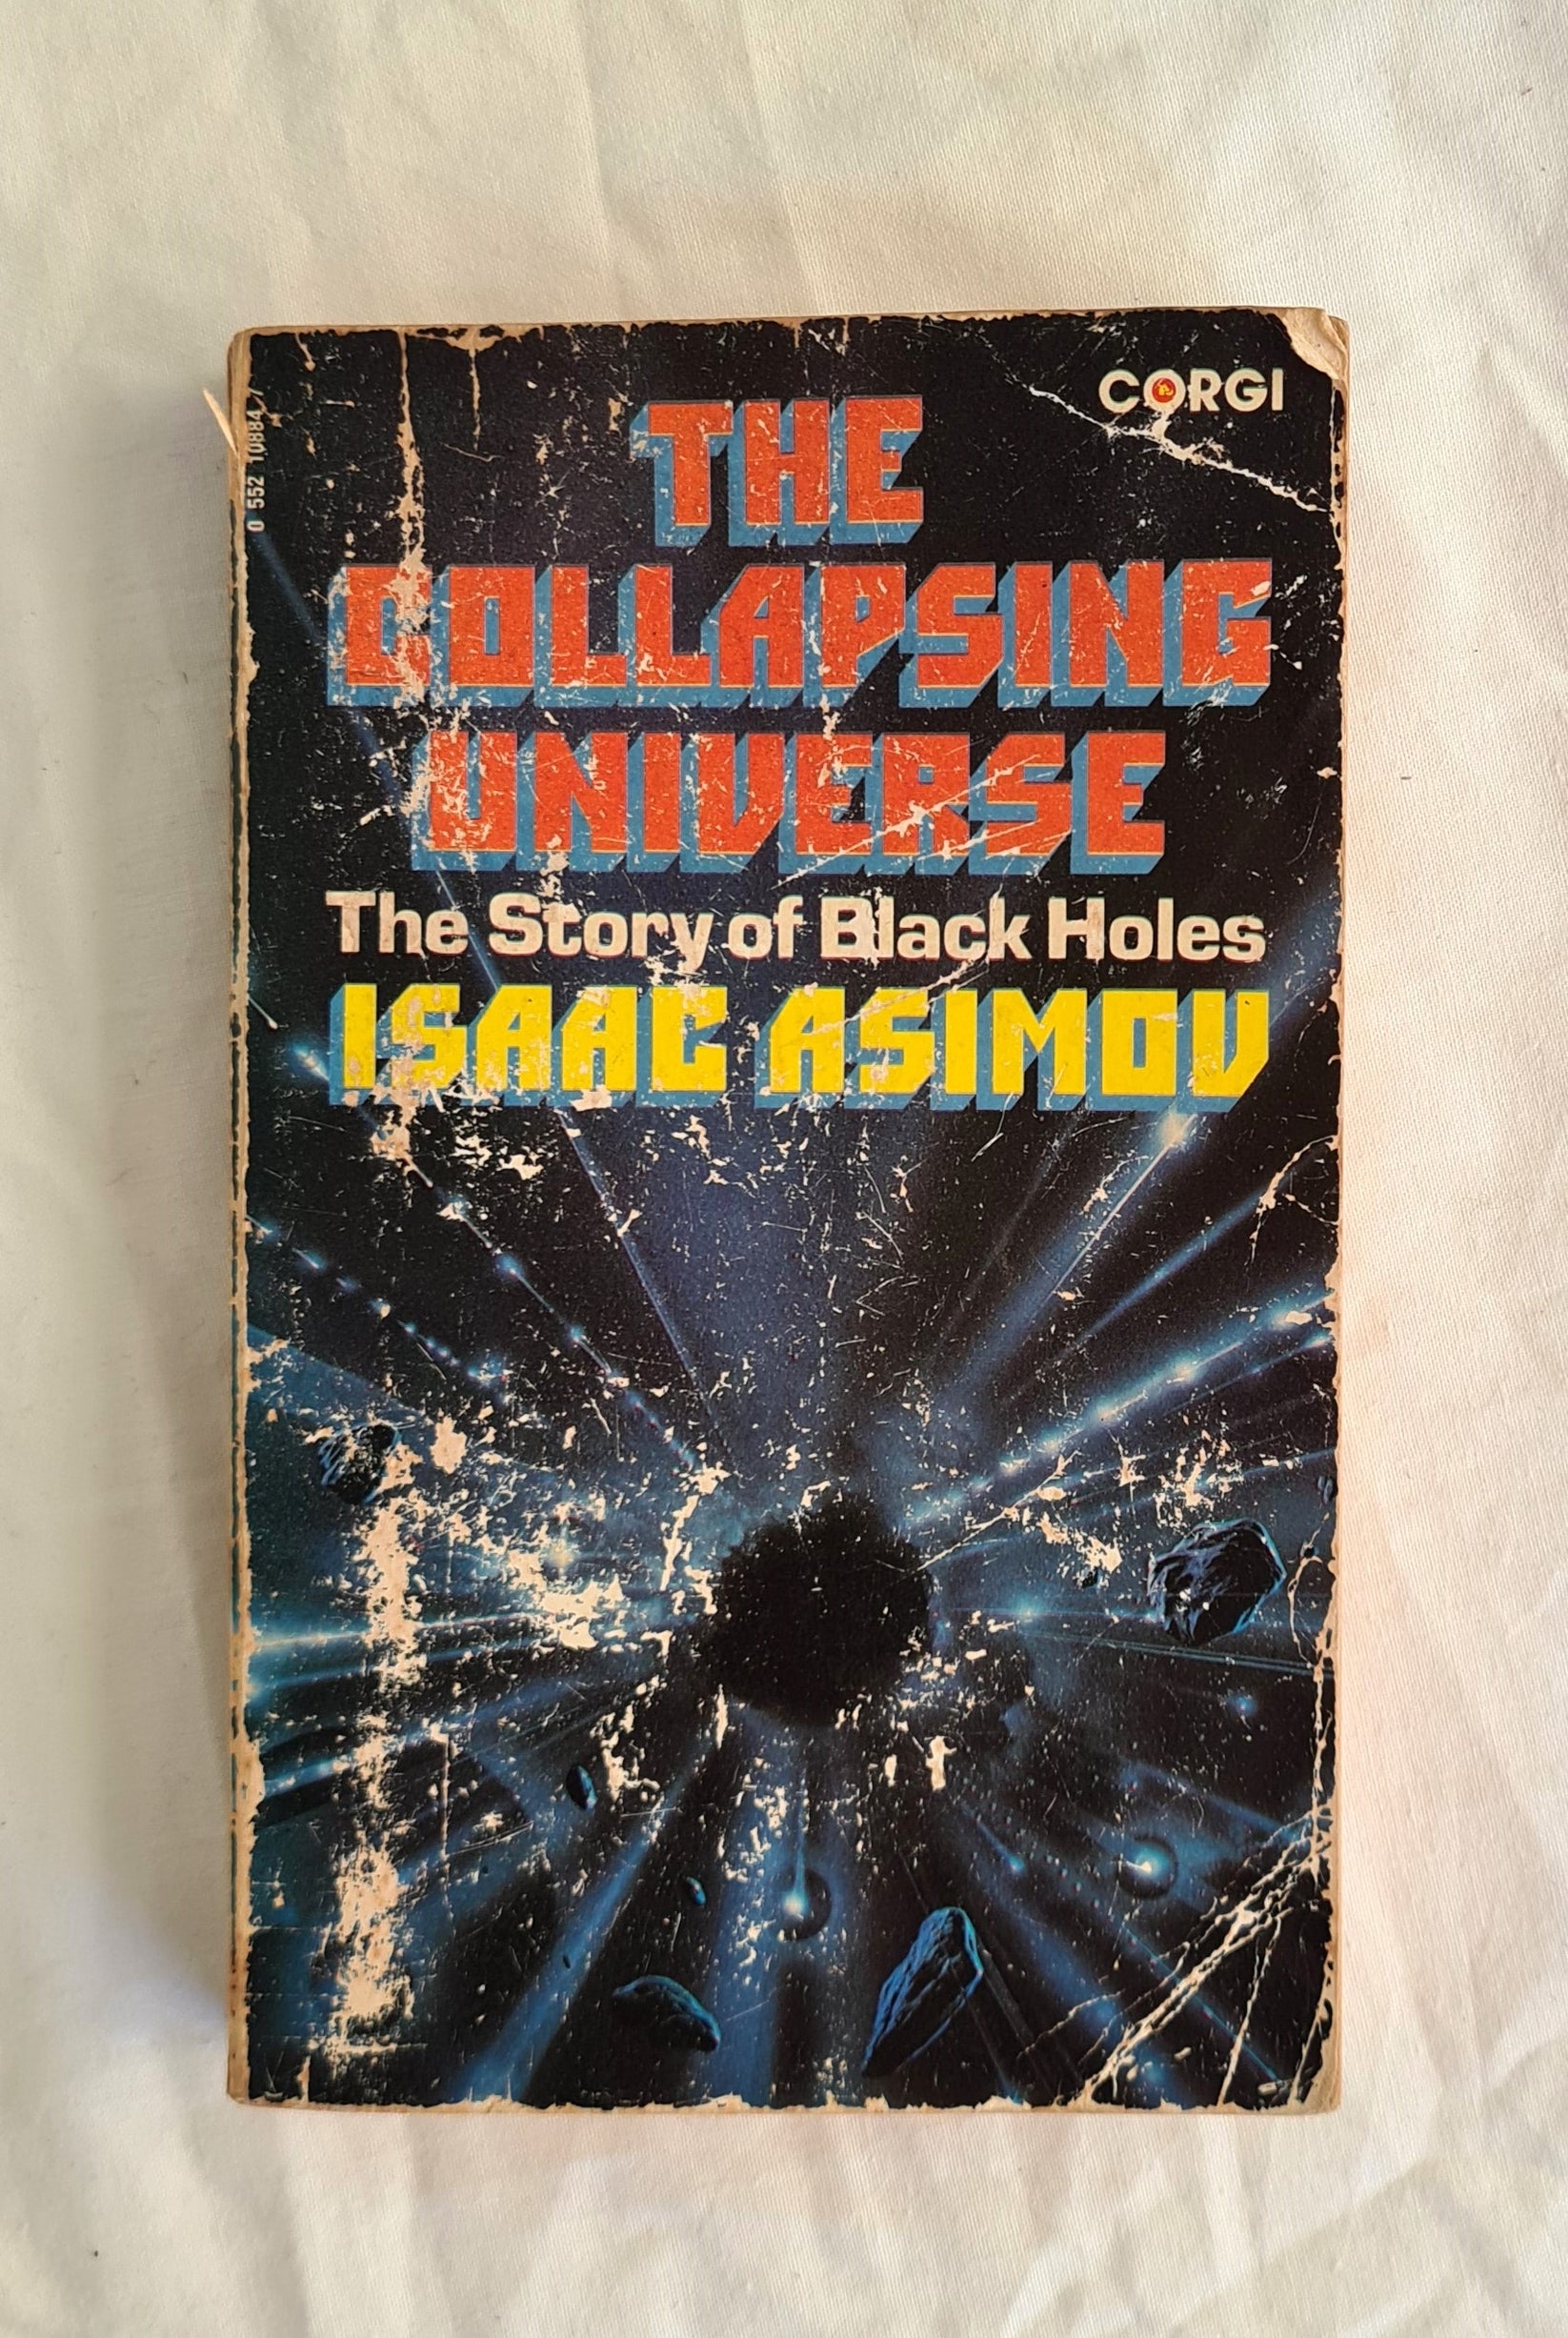 CORGI
0 552 10884 7
THE
COLLAPSING
UNIVERSE
The Story of Black Holes
ISAAC ASIMOV